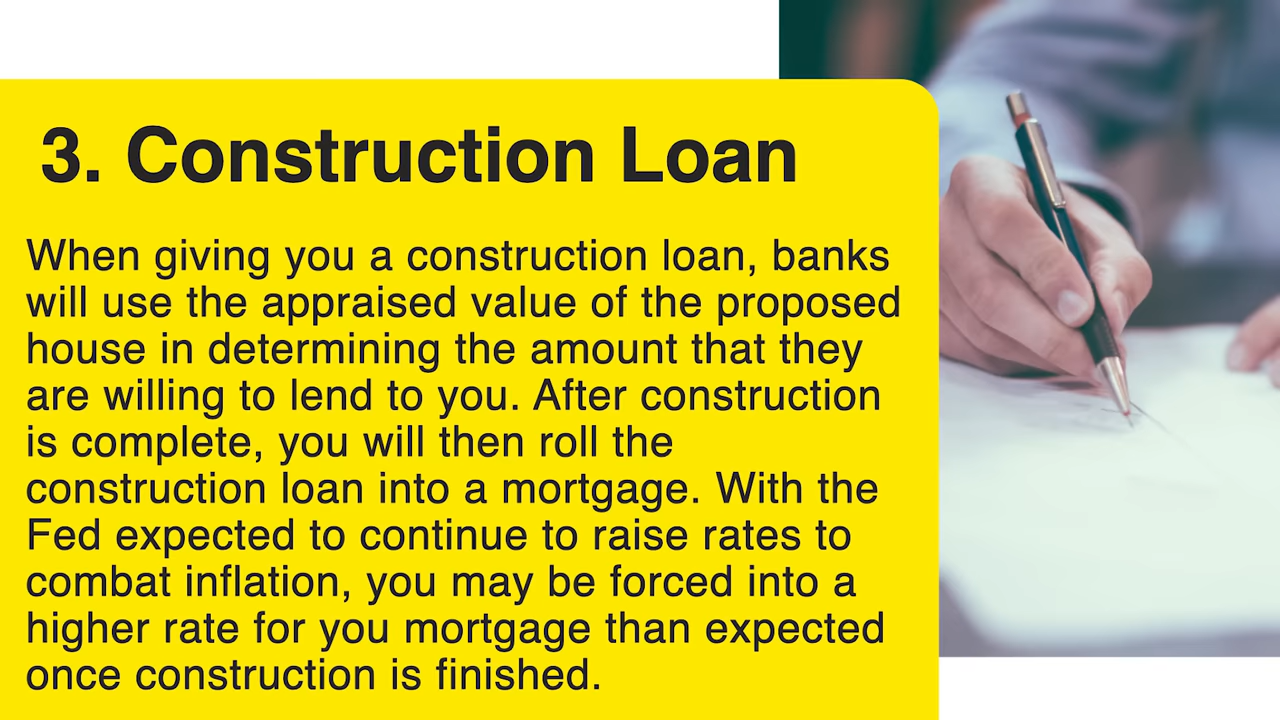 3. Construction Loan
When giving you a construction loan, banks
will use the appraised value of the proposed
house in determining the amount that they
are willing to lend to you. After construction
is complete, you will then roll the
construction loan into a mortgage. With the
Fed expected to continue to raise rates to
combat inflation, you may be forced into a
higher rate for you mortgage than expected
once construction is finished.